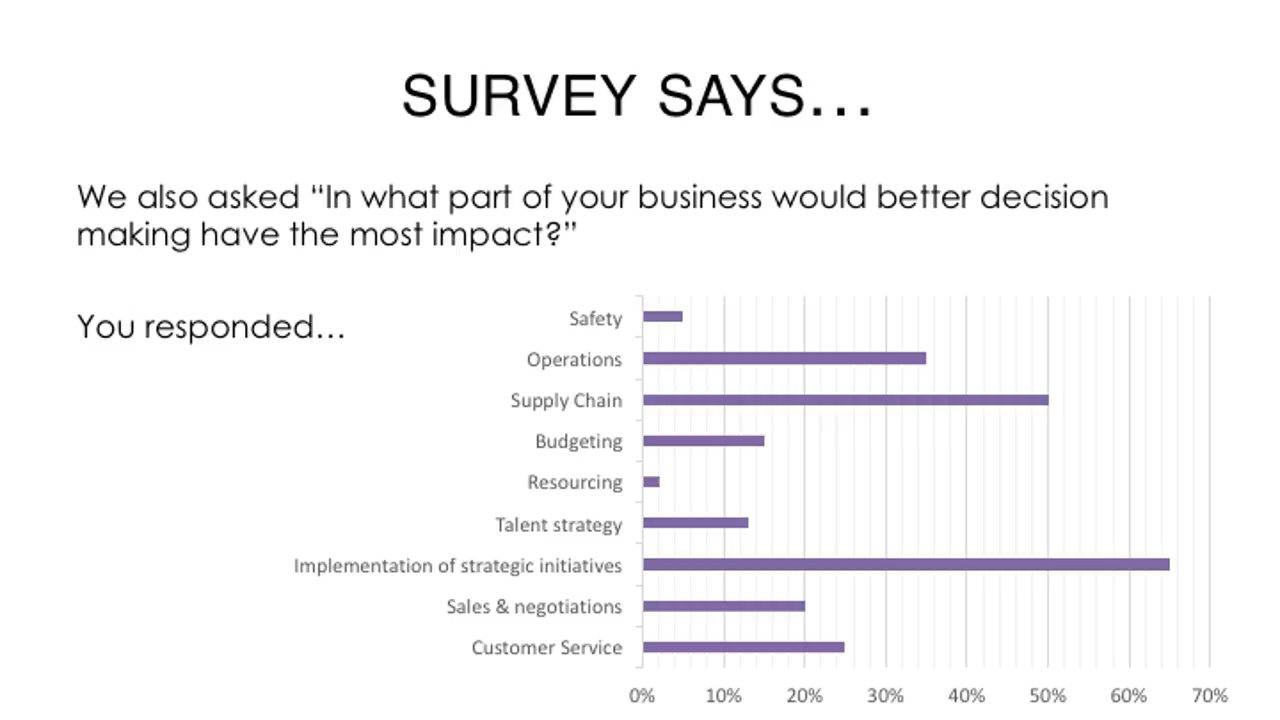 SURVEY SAYS…
We also asked “In what part of your business would better decision
making have the most impact?”
You responded…
Safety
Operations
Supply Chain
Budgeting
Resourcing
Talent strategy
Implementation of strategic initiatives
Sales & negotiations
Customer Service
0% 10% 20% 30% 40% 50% 60% 70%